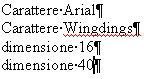 Carattere·Arial¶
Carattere·Wingdings¶
dimensione·16¶
dimensione·40¶